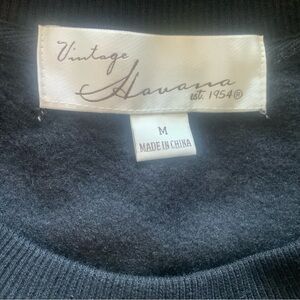 Vintage
Havana
est. 1954®
M
MADE IN CHINA